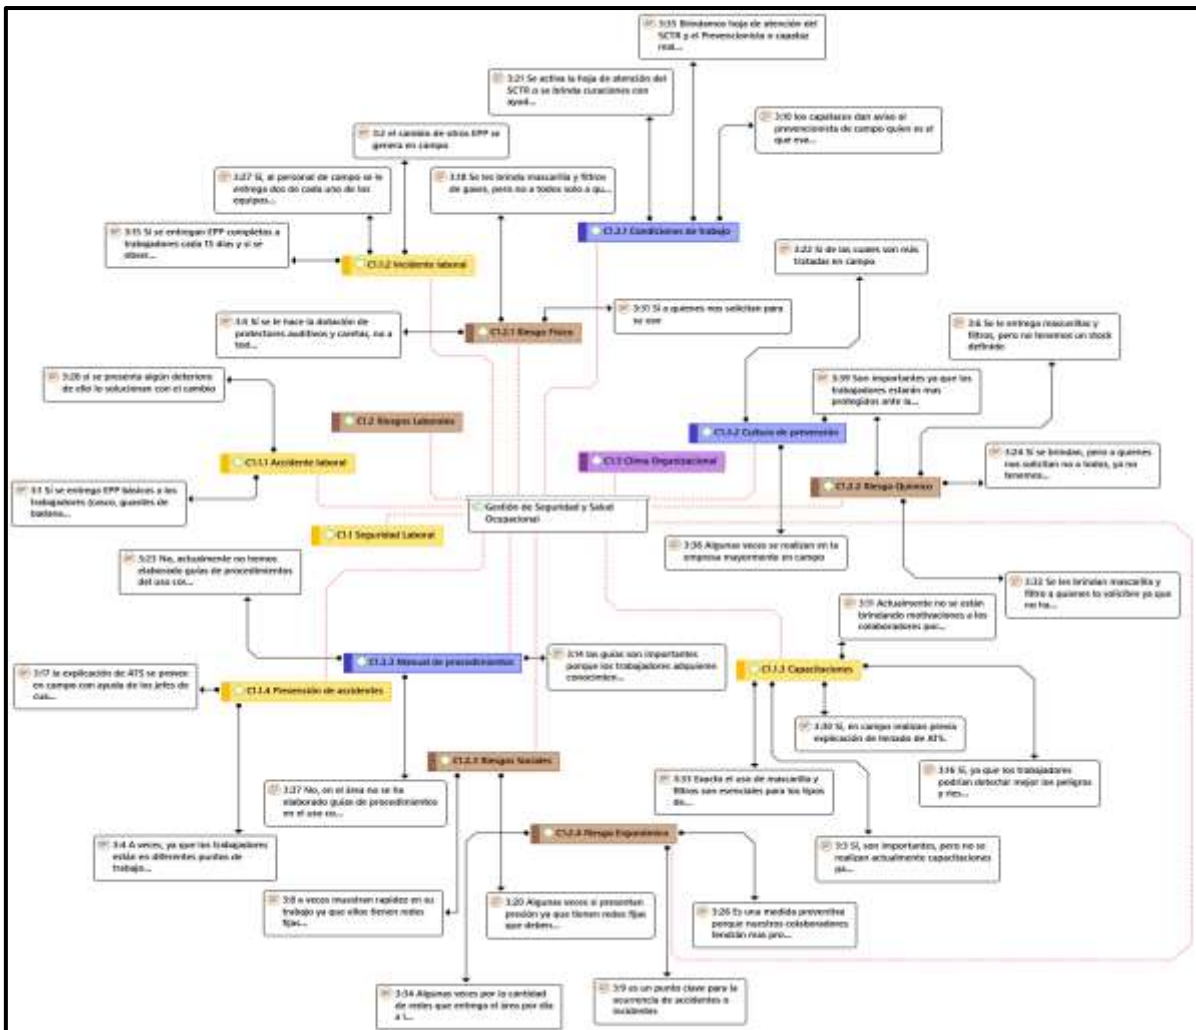 3:35 Brindamos hoja de atención del
SCTR y el Prevencionista o capataz
real...
3:21 Se activa la hoja de atención del
SCTR o se brinda curaciones con
ayud...
3:10 los capataces dan aviso al
prevencionista de campo quien es el
que eva...
3:2 el cambio de otros EPP se
genera en campo
3:27 Sí, al personal de campo se le
entrega dos de cada uno de los
equipos...
3:18 Se les brinda mascarilla y filtros
de gases, pero no a todos solo a qu...
3:15 Sí se entregan EPP completos a
trabajadores cada 15 días y si se
obser...
C1.2.? Condiciones de trabajo
3:22 Si de las cuales son más
tratadas en campo
C1.1.2 Incidente laboral
3:5 Sí se le hace la dotación de
protectores auditivos y caretas, no a
tod...
C1.2.1 Riesgo Físico
3:31 Sí a quienes nos solicitan para
su uso
3:6 Se le entrega mascarillas y
filtros, pero no tenemos un stock
definido
3:28 si se presenta algún deterioro
de ello lo solucionan con el cambio
3:39 Son importantes ya que los
trabajadores estarán mas
protegidos ante la...
C1.2 Riesgos Laborales
C1.3.2 Cultura de prevención
C1.1.1 Accidente laboral
C1.3 Clima Organizacional
3:24 Sí se brindan, pero a quienes
nos solicitan no a todos, ya no
tenemos...
3:1 Sí se entrega EPP básicos a los
trabajadores (casco, guantes de
badana...
C1.2.2 Riesgo Químico
Gestión de Seguridad y Salud
Ocupacional
C1.1 Seguridad Laboral
3:23 No, actualmente no hemos
elaborado guías de procedimientos
del uso cor...
3:38 Algunas veces se realizan en la
empresa mayormente en campo
3:32 Se les brindan mascarilla y
filtro a quienes lo solicitan ya que
no ha...
3:11 Actualmente no se están
brindando motivaciones a los
colaboradores por...
3:14 las guías son importantes
porque los trabajadores adquieren
conocimien...
C1.3.3 Manual de procedimientos
C1.1.3 Capacitaciones
3:17 la explicación de ATS se provee
en campo con ayuda de los jefes de
cua...
C1.1.4 Prevención de accidentes
3:30 Sí, en campo realizan previa
explicación de llenado de ATS.
C1.2.3 Riesgos Sociales
3:16 Sí, ya que los trabajadores
podrían detectar mejor los peligros
y ries...
3:33 Exacto el uso de mascarilla y
filtros son esenciales para los tipos
de...
3:37 No, en el área no se ha
elaborado guías de procedimientos
en el uso co...
C1.2.4 Riesgo Ergonómico
3:4 A veces, ya que los trabajadores
están en diferentes puntos de
trabajo...
3:3 Sí, son importantes, pero no se
realizan actualmente capacitaciones
pa...
3:8 a veces muestran rapidez en su
trabajo ya que ellos tienen redes
fijas...
3:20 Algunas veces si presentan
presión ya que tienen redes fijas
que deben...
3:26 Es una medida preventiva
porque nuestros colaboradores
tendrán mas pro...
3:34 Algunas veces por la cantidad
de redes que entrega el área por día
a l...
3:9 es un punto clave para la
ocurrencia de accidentes o
incidentes